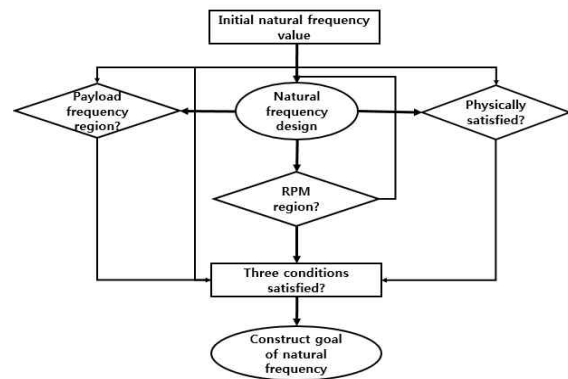 Initial natural frequency
value
Payload
frequency
region?
Natural
frequency
design
Physically
satisfied?
RPM
region?
Three conditions
satisfied?
Construct goal
of natural
frequency